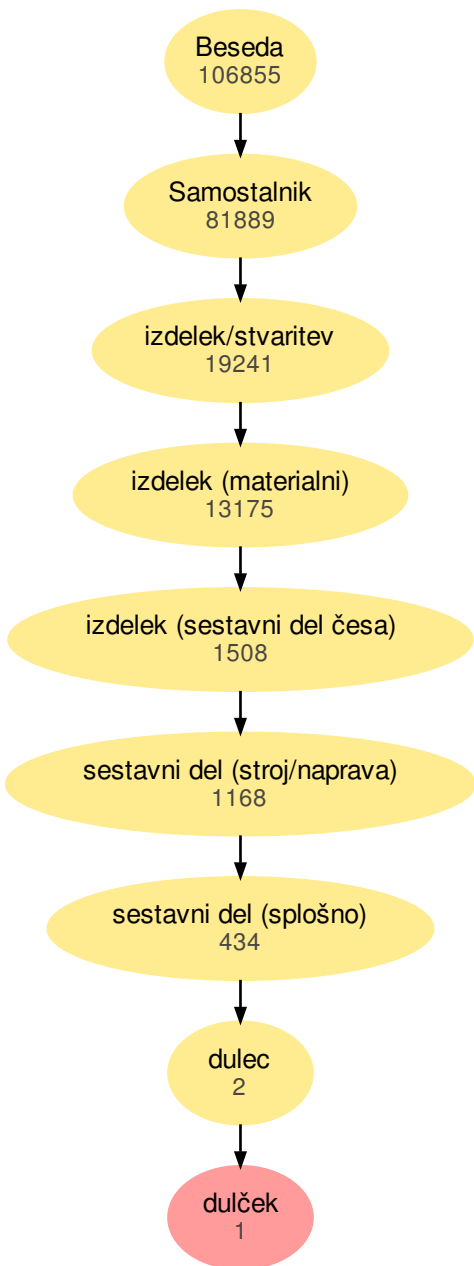 Beseda
106855
Samostalnik
81889
izdelek/stvaritev
19241
izdelek (materialni)
13175
izdelek (sestavni del česa)
1508
sestavni del (stroj/naprava)
1168
sestavni del (splošno)
434
dulec
2
dulček
1